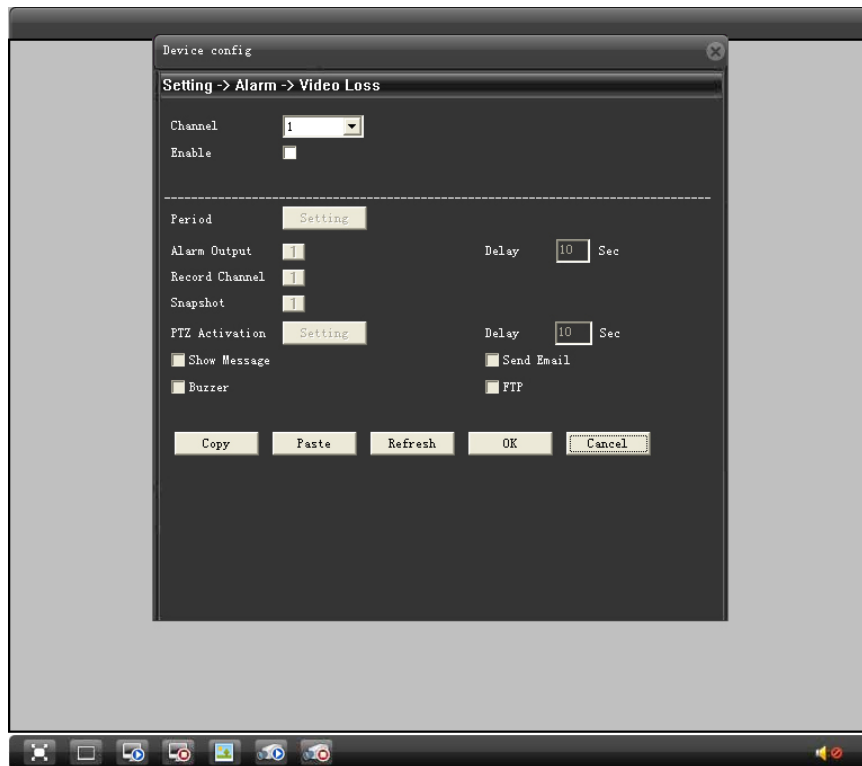 Device config
Setting -> Alarm -> Video Loss
Channel 1
Enable
Period Setting
Alarm Output 1 Delay 10 Sec
Record Channel 1
Snapshot 1
PTZ Activation Setting Delay 10 Sec
Show Message Send Email
Buzzer FTP
Copy Paste Refresh OK Cancel